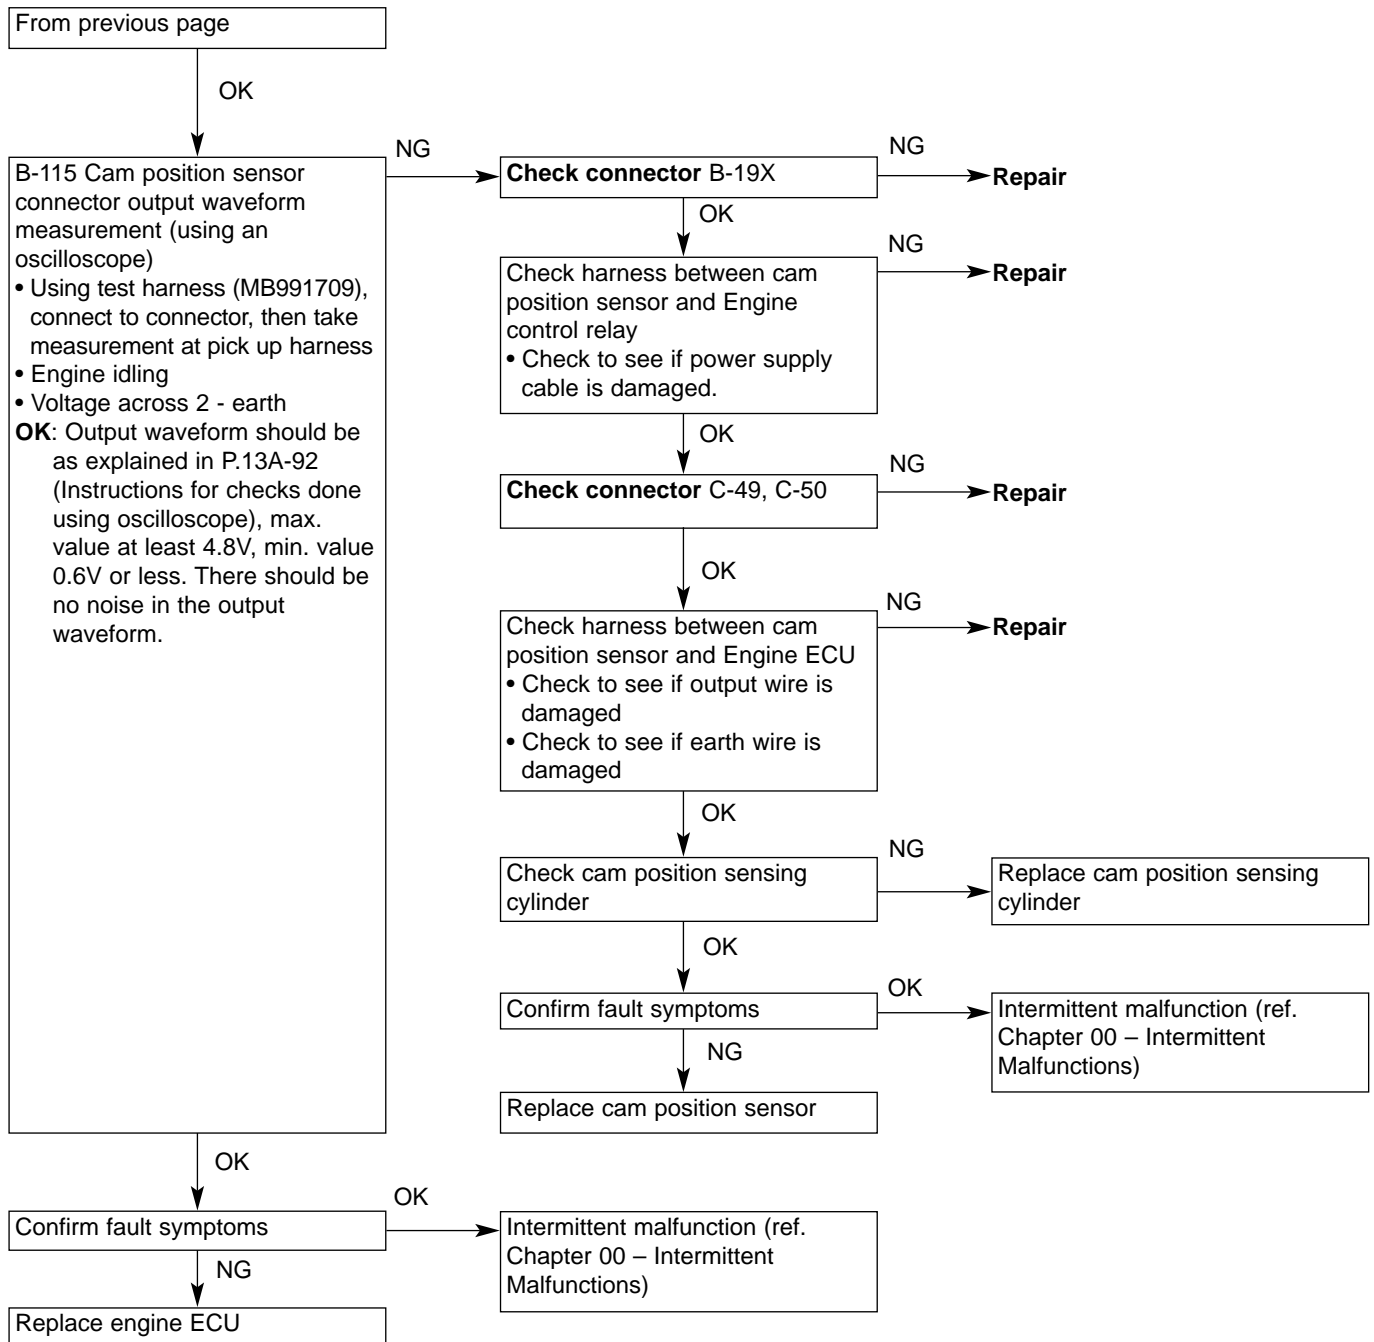 From previous page
OK
B-115 Cam position sensor
connector output waveform
measurement (using an
oscilloscope)
• Using test harness (MB991709),
connect to connector, then take
measurement at pick up harness
• Engine idling
• Voltage across 2 - earth
OK: Output waveform should be
as explained in P.13A-92
(Instructions for checks done
using oscilloscope), max.
value at least 4.8V, min. value
0.6V or less. There should be
no noise in the output
waveform.
NG
Check connector B-19X
NG
Repair
OK
Check harness between cam
position sensor and Engine
control relay
• Check to see if power supply
cable is damaged.
NG
Repair
OK
Check connector C-49, C-50
NG
Repair
OK
Check harness between cam
position sensor and Engine ECU
• Check to see if output wire is
damaged
• Check to see if earth wire is
damaged
NG
Repair
OK
Check cam position sensing
cylinder
NG
Replace cam position sensing
cylinder
OK
Confirm fault symptoms
OK
Intermittent malfunction (ref.
Chapter 00 – Intermittent
Malfunctions)
NG
Replace cam position sensor
OK
Confirm fault symptoms
OK
Intermittent malfunction (ref.
Chapter 00 – Intermittent
Malfunctions)
NG
Replace engine ECU